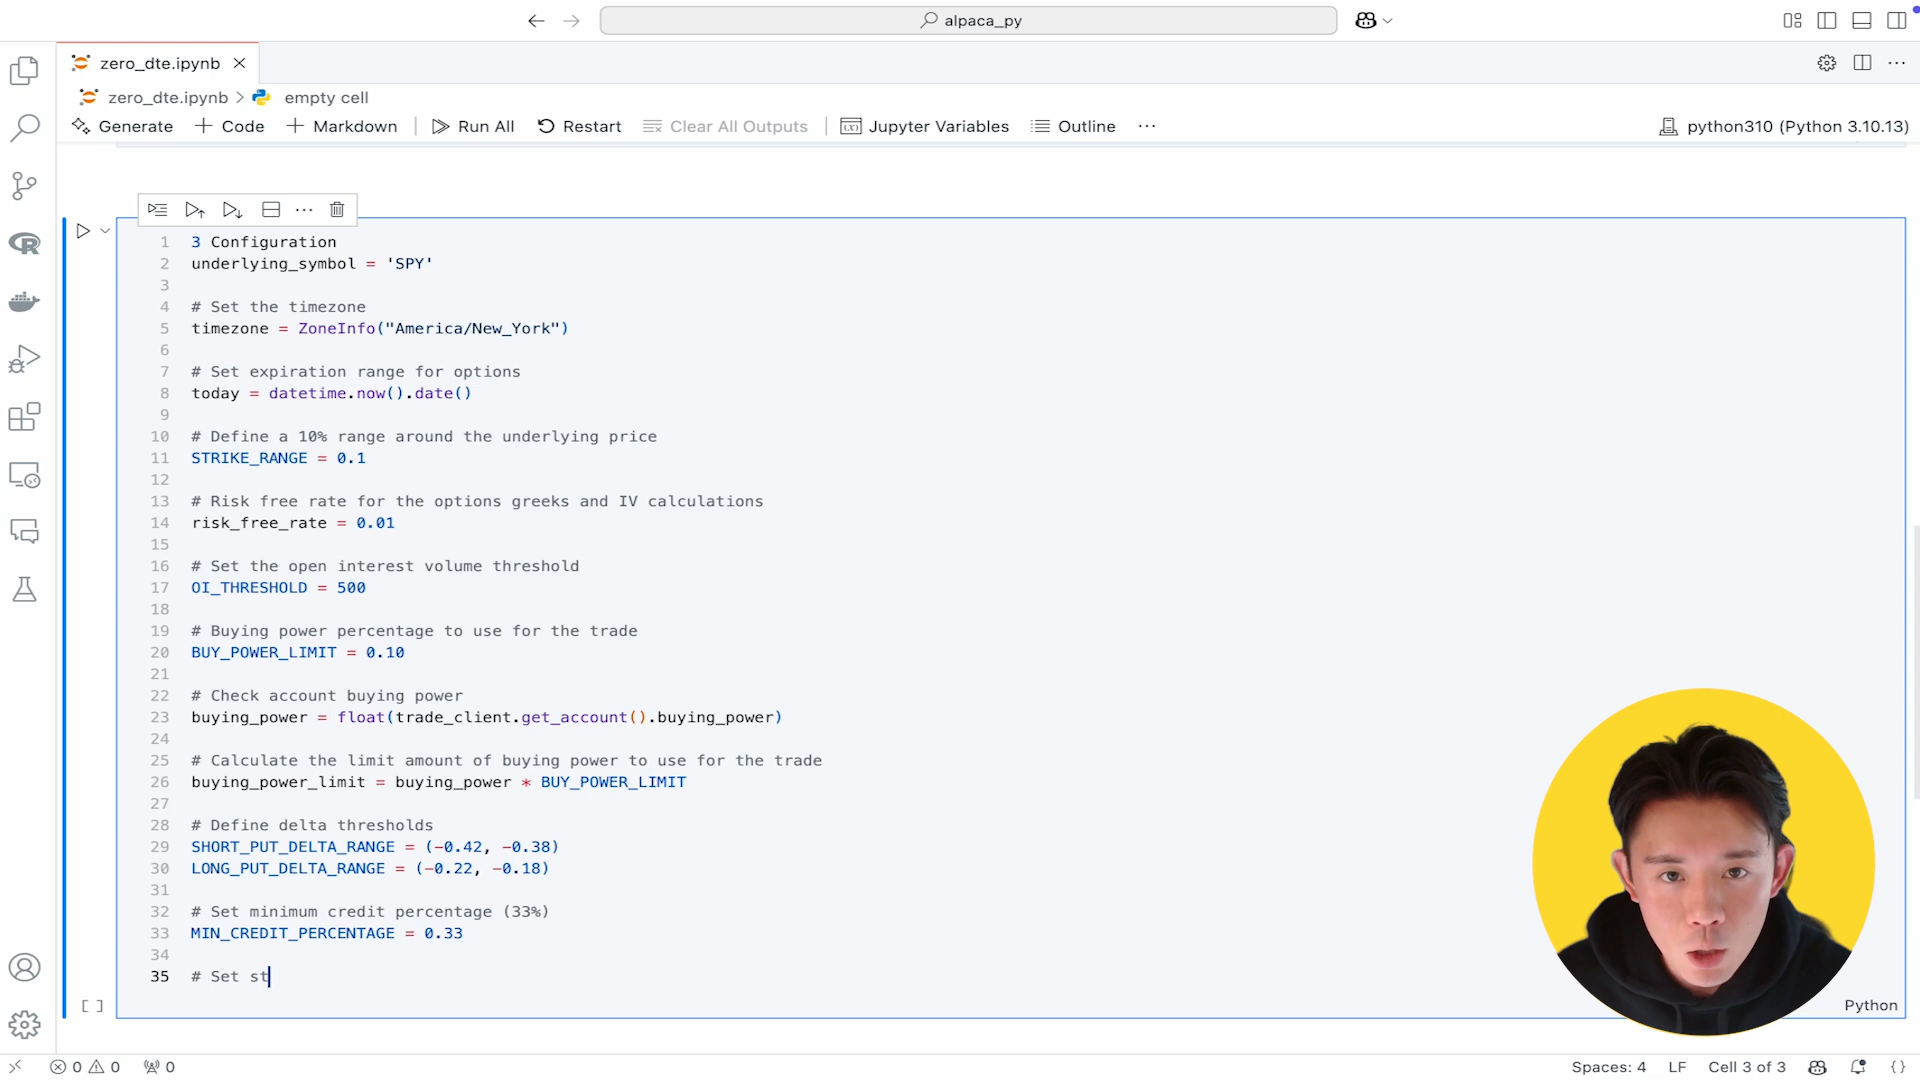 alpaca_py
zero_dte.ipynb
zero_dte.ipynb > empty cell
Generate + Code + Markdown Run All Restart Clear All Outputs Jupyter Variables Outline ... python310 (Python 3.10.13)
1 3 Configuration
2 underlying_symbol = 'SPY'
3
4 # Set the timezone
5 timezone = ZoneInfo("America/New_York")
6
7 # Set expiration range for options
8 today = datetime.now().date()
9
10 # Define a 10% range around the underlying price
11 STRIKE_RANGE = 0.1
12
13 # Risk free rate for the options greeks and IV calculations
14 risk_free_rate = 0.01
15
16 # Set the open interest volume threshold
17 OI_THRESHOLD = 500
18
19 # Buying power percentage to use for the trade
20 BUY_POWER_LIMIT = 0.10
21
22 # Check account buying power
23 buying_power = float(trade_client.get_account().buying_power)
24
25 # Calculate the limit amount of buying power to use for the trade
26 buying_power_limit = buying_power * BUY_POWER_LIMIT
27
28 # Define delta thresholds
29 SHORT_PUT_DELTA_RANGE = (-0.42, -0.38)
30 LONG_PUT_DELTA_RANGE = (-0.22, -0.18)
31
32 # Set minimum credit percentage (33%)
33 MIN_CREDIT_PERCENTAGE = 0.33
34
35 # Set st
[ ]
Python
0 0 0 Spaces: 4 LF Cell 3 of 3